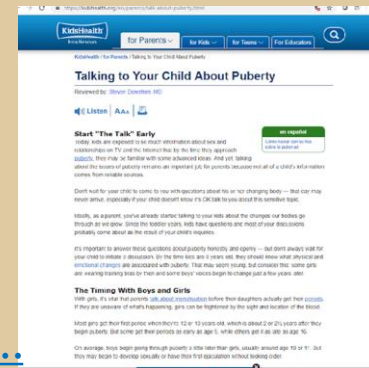 https://kidshealth.org/en/parents/talk-about-puberty.html
KidsHealth
for Parents
for Kids
for Teens
For Educators
KidsHealth / for Parents / Talking to Your Child About Puberty
Talking to Your Child About Puberty
Reviewed by: Steven Dowshen, MD
Listen AAA
Start "The Talk" Early
en español
Today, kids are exposed to so much information about sex and
relationships on TV and the Internet that by the time they approach
puberty, they may be familiar with some advanced ideas. And yet, talking
about the issues of puberty remains an important job for parents because not all of a child's information
comes from reliable sources.
Don't wait for your child to come to you with questions about his or her changing body — that day may
never arrive, especially if your child doesn't know it's OK to talk to you about this sensitive topic.
Ideally, as a parent, you've already started talking to your kids about the changes our bodies go
through as we grow. Since the toddler years, kids have questions and most of your discussions
probably come about as the result of your child's inquiries.
It's important to answer these questions about puberty honestly and openly — but don't always wait for
your child to initiate a discussion. By the time kids are 8 years old, they should know what physical and
emotional changes are associated with puberty. That may seem young, but consider this: some girls
are wearing training bras by then and some boys' voices begin to change just a few years later.
The Timing With Boys and Girls
With girls, it's vital that parents talk about menstruation before their daughters actually get their periods.
If they are unaware of what's happening, girls can be frightened by the sight and location of the blood.
Most girls get their first period when they're 12 or 13 years old, which is about 2 or 2½ years after they
begin puberty. But some get their periods as early as age 9, while others get it as late as age 16.
On average, boys begin going through puberty a little later than girls, usually around age 10 or 11. But
they may begin to develop sexually or have their first ejaculation without looking older